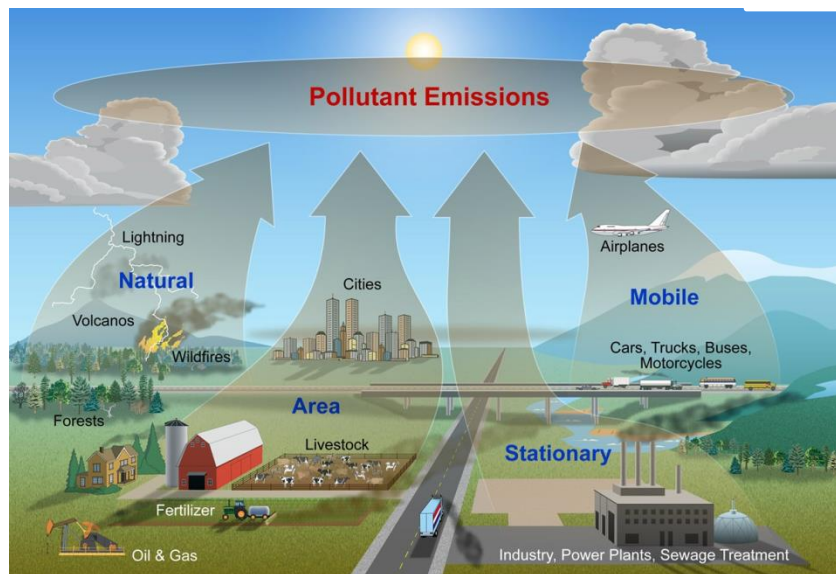 Pollutant Emissions
Lightning
Natural
Volcanos
Wildfires
Forests
Cities
Area
Livestock
Fertilizer
Oil & Gas
Airplanes
Mobile
Cars, Trucks, Buses,
Motorcycles
Stationary
Industry, Power Plants, Sewage Treatment